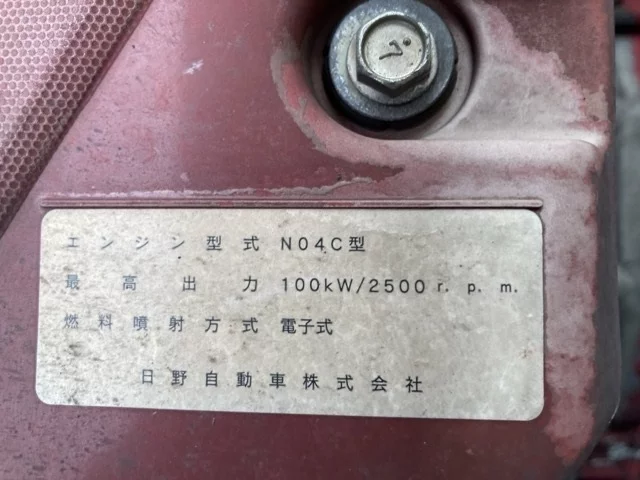 エンジン型式 N04C型
最高出力 100kW/2500 r.p.m.
燃料噴射方式 電子式
日野自動車株式会社